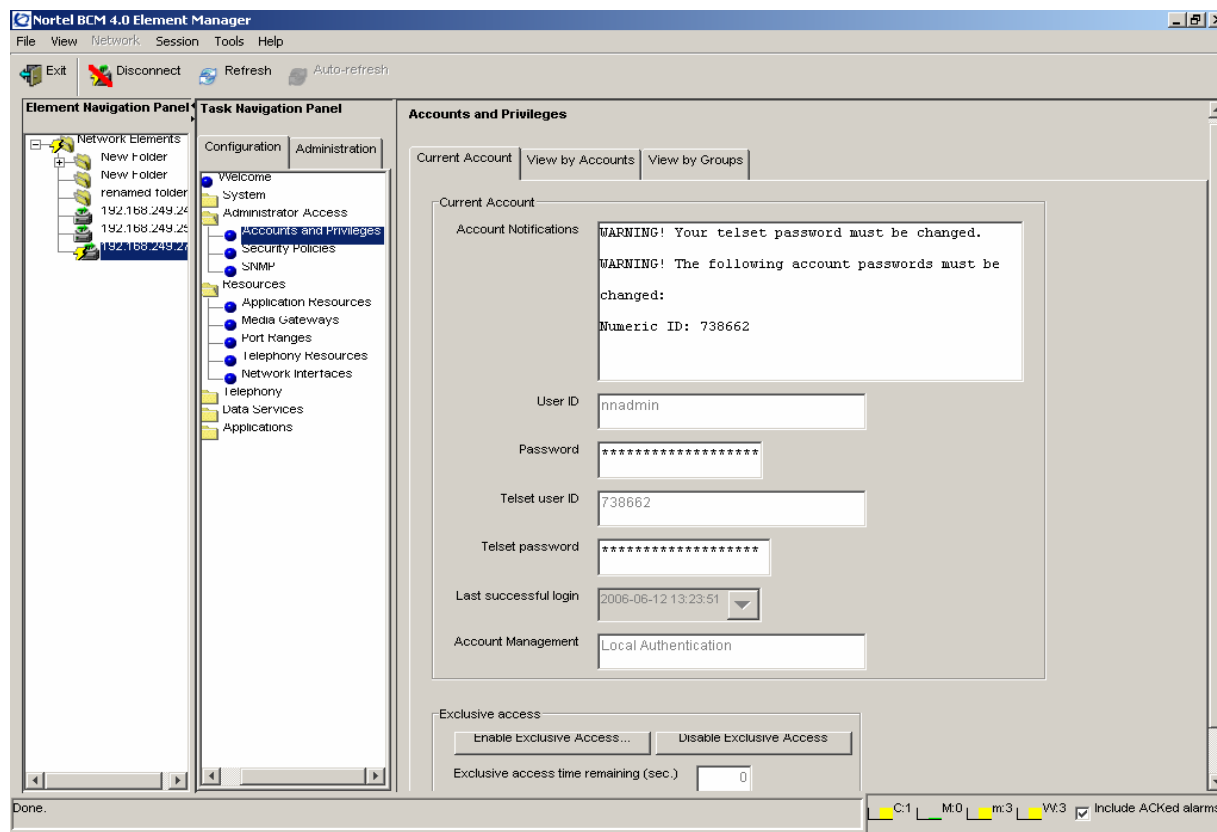 Nortel BCM 4.0 Element Manager
File View Network Session Tools Help
Exit Disconnect Refresh Auto-refresh
Element Navigation Panel
Network Elements
New Folder
New Folder
renamed folder
192.168.249.24
192.168.249.25
192.168.249.27
Task Navigation Panel
Configuration Administration
Welcome
System
Administrator Access
Accounts and Privileges
Security Policies
SNMP
Resources
Application Resources
Media Gateways
Port Ranges
Telephony Resources
Network Interfaces
Telephony
Data Services
Applications
Accounts and Privileges
Current Account View by Accounts View by Groups
Current Account
Account Notifications
WARNING! Your telset password must be changed.
WARNING! The following account passwords must be
changed:
Numeric ID: 738662
User ID nnadmin
Password *******************
Telset user ID 738662
Telset password *******************
Last successful login 2006-06-12 13:23:51
Account Management Local Authentication
Exclusive access
Enable Exclusive Access... Disable Exclusive Access
Exclusive access time remaining (sec.) 0
Done.
C:1 M:0 m:3 W:3 Include ACKed alarms